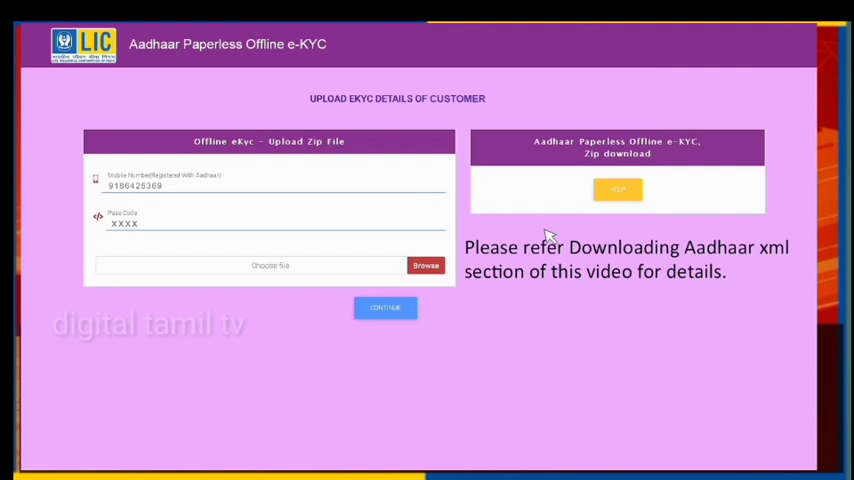 LIC
Aadhaar Paperless Offline e-KYC
UPLOAD EKYC DETAILS OF CUSTOMER
Offline eKyc - Upload Zip File
Mobile Number(Registered With Aadhaar)
9186425369
Pass Code
XXXX
Choose file
Browse
CONTINUE
Aadhaar Paperless Offline e-KYC,
Zip download
HELP
Please refer Downloading Aadhaar xml
section of this video for details.
digital tamil tv